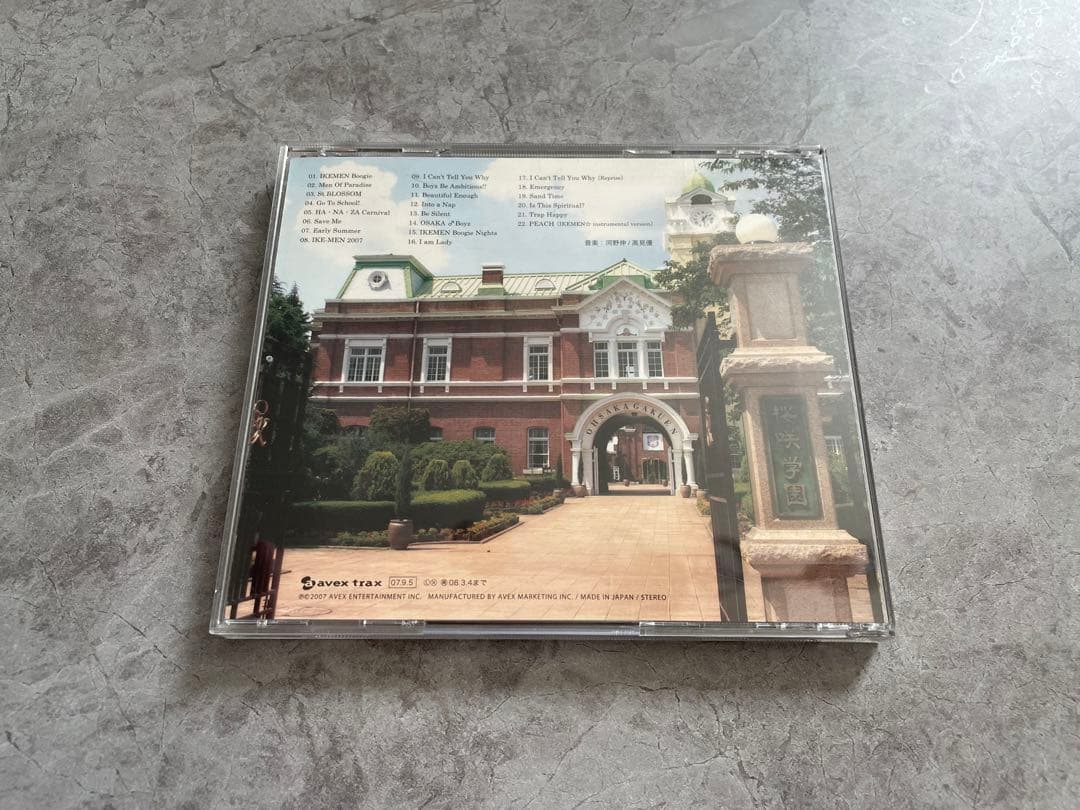 01. IKEMEN Boogie
02. Men Of Paradise
03. St.BLOSSOM
04. Go To School!
05. HA・NA・ZA Carnival
06. Save Me
07. Early Summer
08. IKE-MEN 2007
09. I Can't Tell You Why
10. Boys Be Ambitious!!
11. Beautiful Enough
12. Into a Nap
13. Be Silent
14. OSAKA ♂ Boyz
15. IKEMEN Boogie Nights
16. I am Lady
17. I Can't Tell You Why (Reprise)
18. Emergency
19. Sand Time
20. Is This Spiritual?
21. Trap Happy
22. PEACH (IKEMEN☆ instrumental version)
音楽：河野伸 / 高見優
OHSAKA GAKUEN
桜咲学園
avex trax 07.9.5 08.3.4まで
℗©2007 AVEX ENTERTAINMENT INC. MANUFACTURED BY AVEX MARKETING INC. / MADE IN JAPAN / STEREO